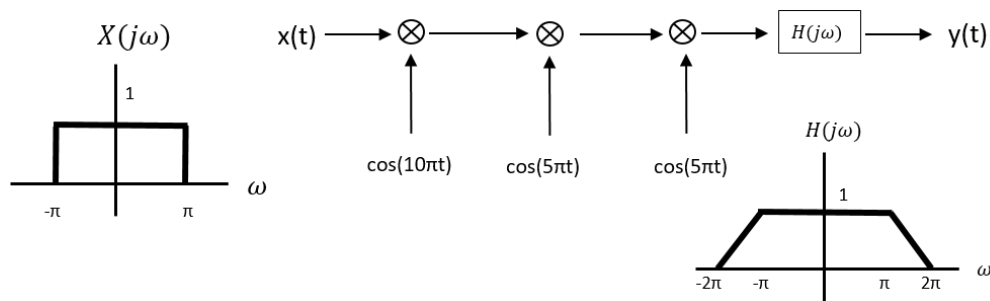 X(jω)
1
-π
π
ω
x(t)
H(jω)
y(t)
cos(10πt)
cos(5πt)
cos(5πt)
H(jω)
1
-2π
-π
π
2π
ω